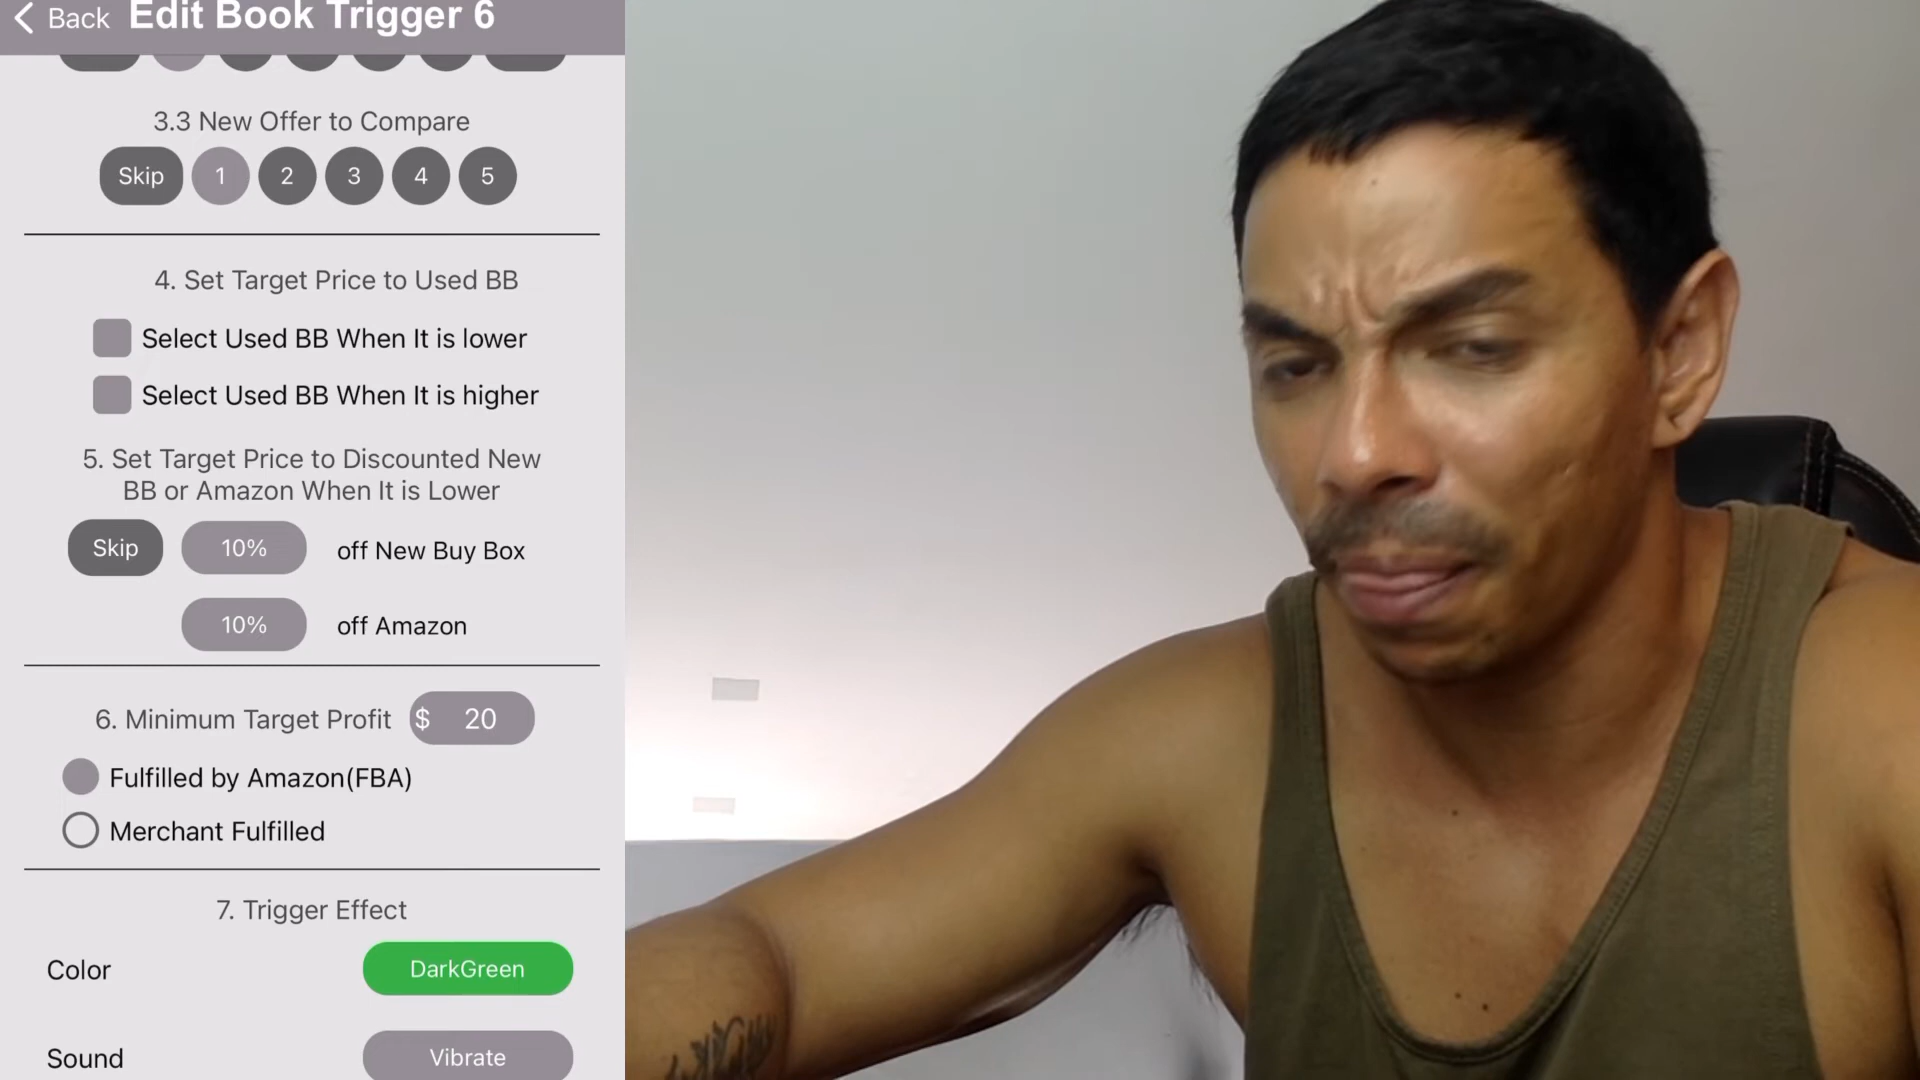 Back Edit Book Trigger 6
3.3 New Offer to Compare
Skip 1 2 3 4 5
4. Set Target Price to Used BB
Select Used BB When It is lower
Select Used BB When It is higher
5. Set Target Price to Discounted New
BB or Amazon When It is Lower
Skip 10% off New Buy Box
10% off Amazon
6. Minimum Target Profit $ 20
Fulfilled by Amazon(FBA)
Merchant Fulfilled
7. Trigger Effect
Color DarkGreen
Sound Vibrate